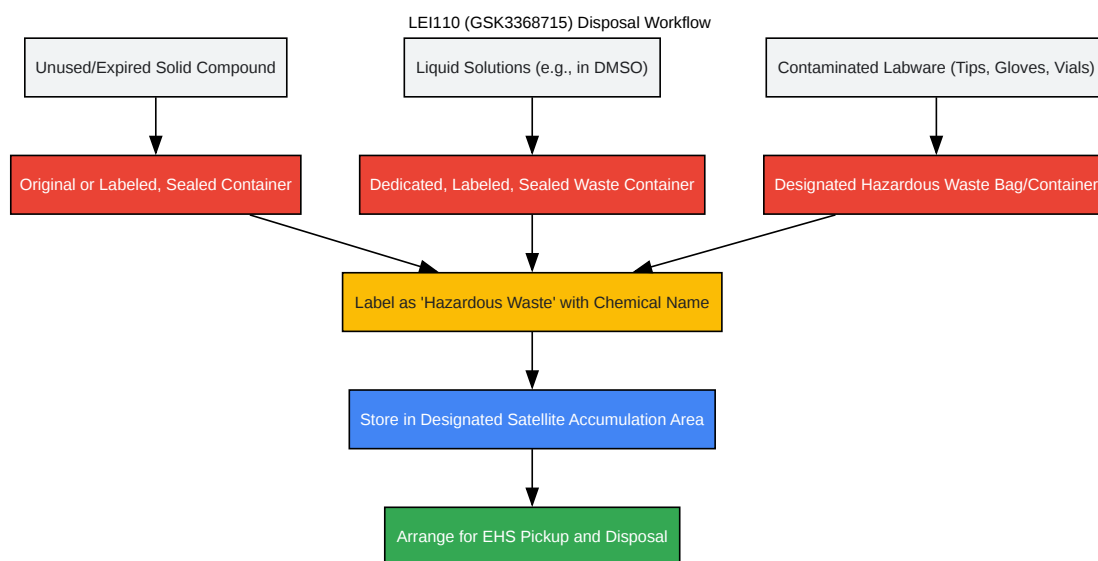 LEI110 (GSK3368715) Disposal Workflow
Unused/Expired Solid Compound
Liquid Solutions (e.g., in DMSO)
Contaminated Labware (Tips, Gloves, Vials)
Original or Labeled, Sealed Container
Dedicated, Labeled, Sealed Waste Container
Designated Hazardous Waste Bag/Container
Label as 'Hazardous Waste' with Chemical Name
Store in Designated Satellite Accumulation Area
Arrange for EHS Pickup and Disposal